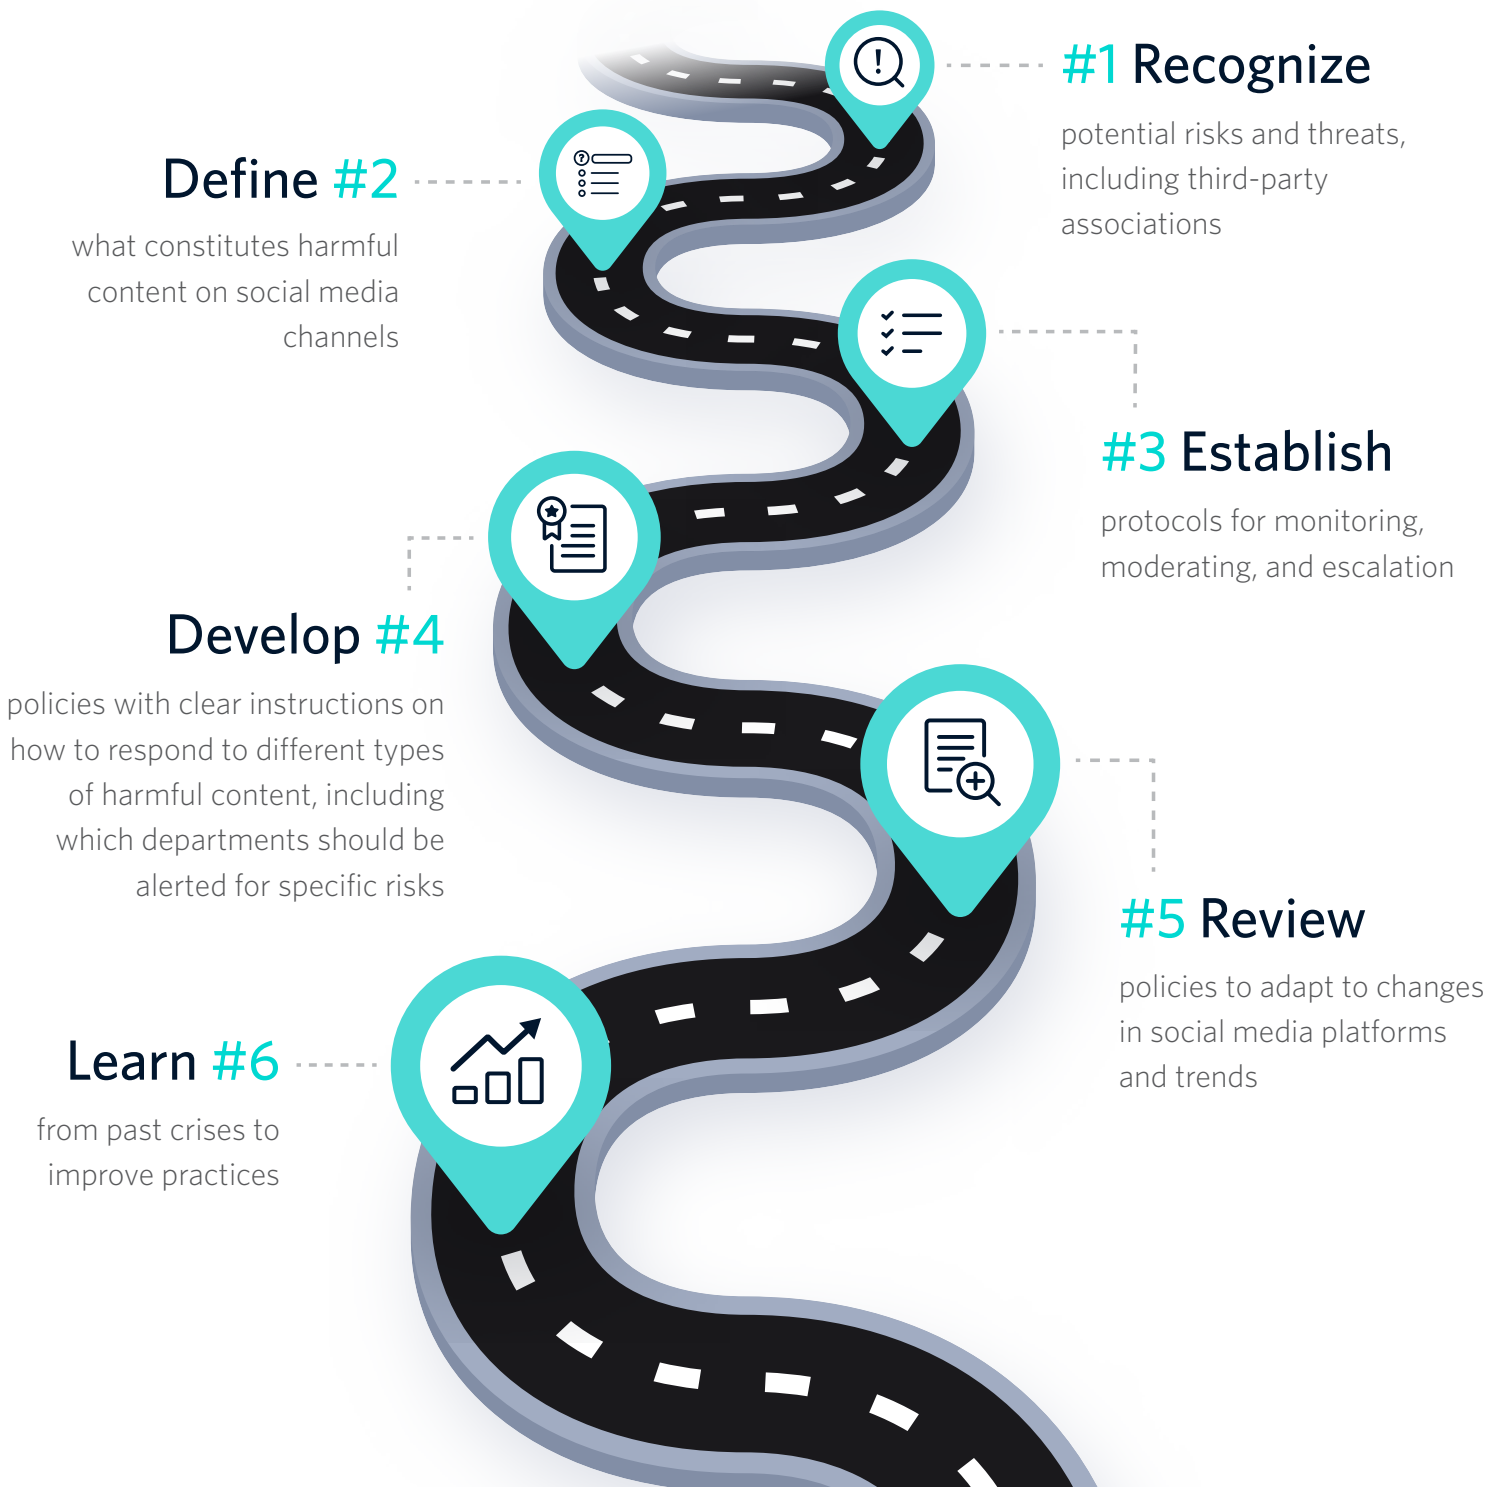 #1 Recognize
potential risks and threats,
including third-party
associations
Define #2
what constitutes harmful
content on social media
channels
#3 Establish
protocols for monitoring,
moderating, and escalation
Develop #4
policies with clear instructions on
how to respond to different types
of harmful content, including
which departments should be
alerted for specific risks
#5 Review
policies to adapt to changes
in social media platforms
and trends
Learn #6
from past crises to
improve practices